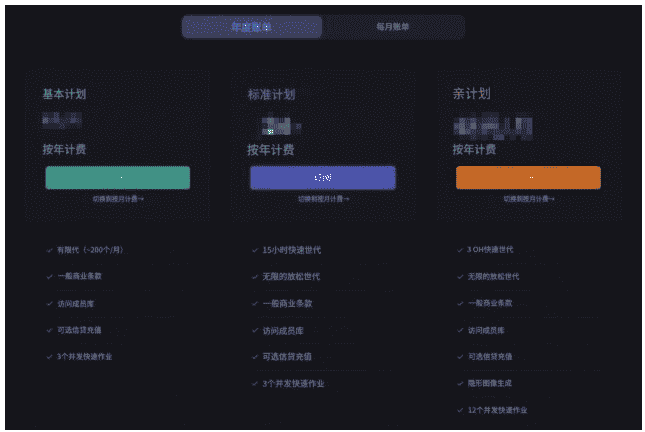 年度账单
每月账单
基本计划
按年计费
切换到按月计费→
有限代（~200个/月）
一般商业条款
访问成员库
可选信贷充值
3个并发快速作业
标准计划
按年计费
切换到按月计费→
15小时快速世代
无限的放松世代
一般商业条款
访问成员库
可选信贷充值
3个并发快速作业
亲计划
按年计费
切换到按月计费→
3 OH快速世代
无限的放松世代
一般商业条款
访问成员库
可选信贷充值
隐形图像生成
12个并发快速作业